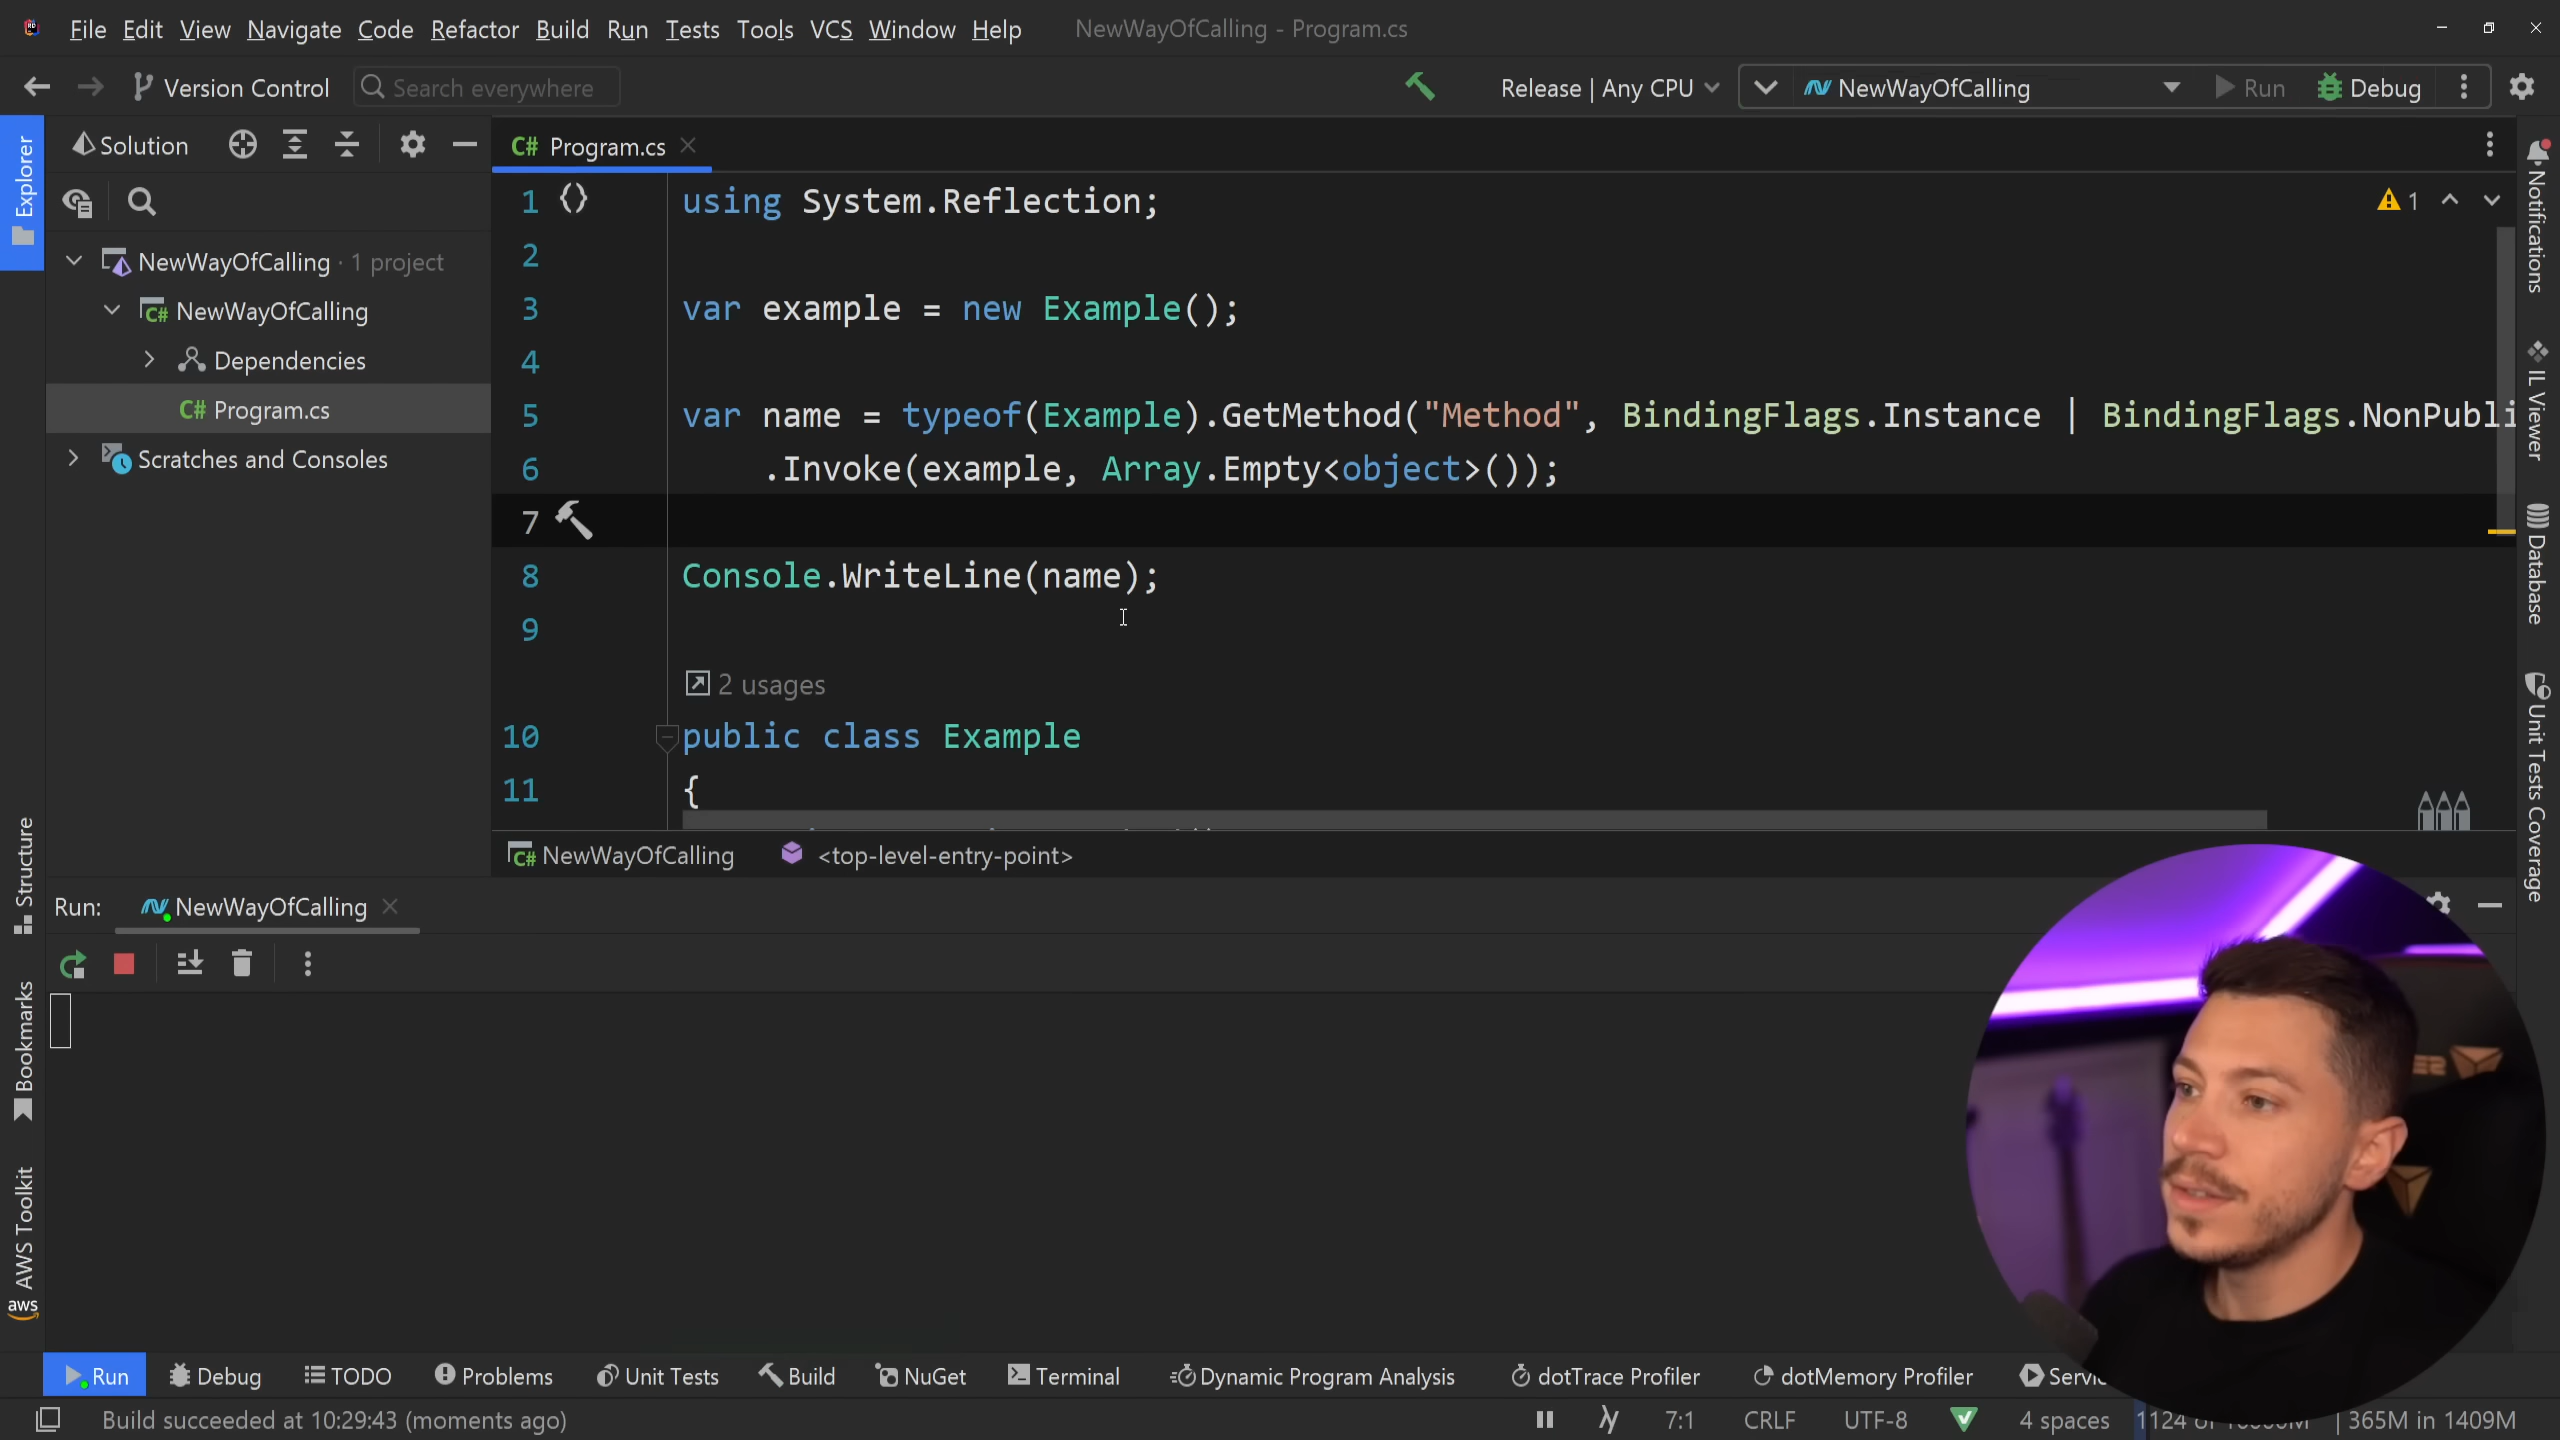 File Edit View Navigate Code Refactor Build Run Tests Tools VCS Window Help NewWayOfCalling - Program.cs
Version Control Search everywhere Release | Any CPU NewWayOfCalling Run Debug
Explorer
Solution
NewWayOfCalling · 1 project
NewWayOfCalling
Dependencies
C# Program.cs
Scratches and Consoles
C# Program.cs
1 using System.Reflection;
2
3 var example = new Example();
4
5 var name = typeof(Example).GetMethod("Method", BindingFlags.Instance | BindingFlags.NonPubli
6 .Invoke(example, Array.Empty<object>());
7
8 Console.WriteLine(name);
9
2 usages
10 public class Example
11 {
1
NewWayOfCalling <top-level-entry-point>
Notifications
IL Viewer
Database
Unit Tests Coverage
Structure
Bookmarks
AWS Toolkit
aws
Run: NewWayOfCalling
Run Debug TODO Problems Unit Tests Build NuGet Terminal Dynamic Program Analysis dotTrace Profiler dotMemory Profiler
Build succeeded at 10:29:43 (moments ago) 7:1 CRLF UTF-8 4 spaces 365M in 1409M